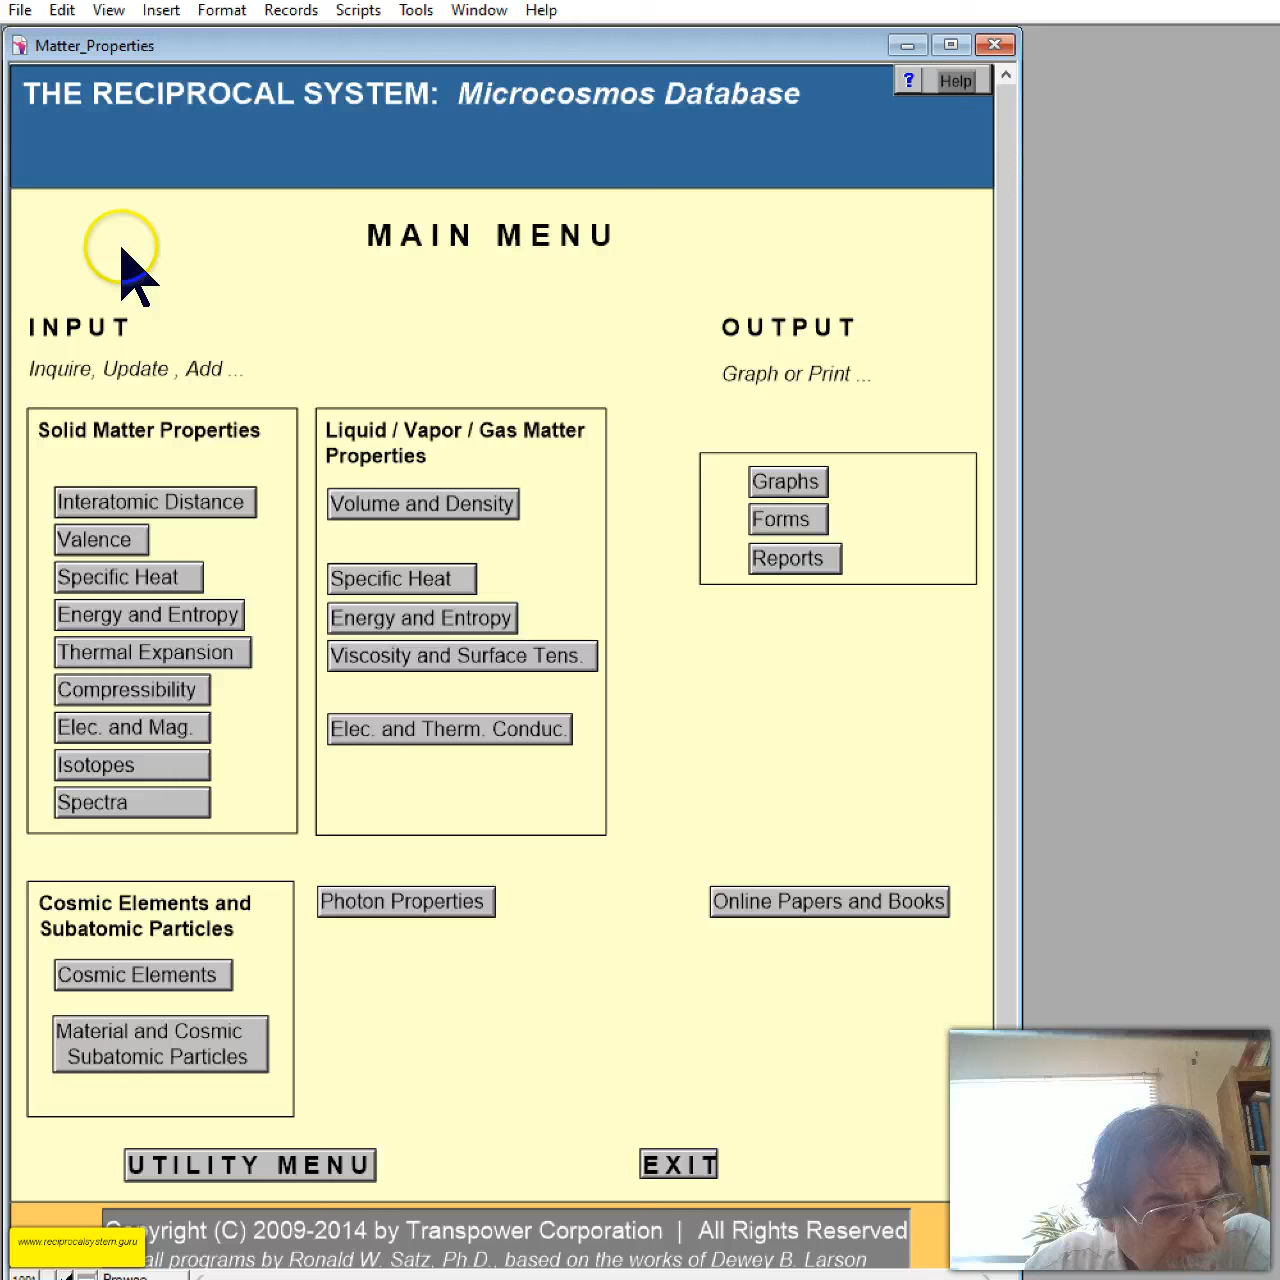 File Edit View Insert Format Records Scripts Tools Window Help
Matter_Properties
THE RECIPROCAL SYSTEM: Microcosmos Database
? Help
MAIN MENU
INPUT
Inquire, Update , Add ...
OUTPUT
Graph or Print ...
Solid Matter Properties
Interatomic Distance
Valence
Specific Heat
Energy and Entropy
Thermal Expansion
Compressibility
Elec. and Mag.
Isotopes
Spectra
Liquid / Vapor / Gas Matter
Properties
Volume and Density
Specific Heat
Energy and Entropy
Viscosity and Surface Tens.
Elec. and Therm. Conduc.
Graphs
Forms
Reports
Cosmic Elements and
Subatomic Particles
Cosmic Elements
Material and Cosmic
Subatomic Particles
Photon Properties
Online Papers and Books
UTILITY MENU
EXIT
(C) 2009-2014 by Transpower Corporation | All Rights Reserved
www.reciprocalsystem.guru
all programs by Ronald W. Satz, Ph.D., based on the works of Dewey B. Larson